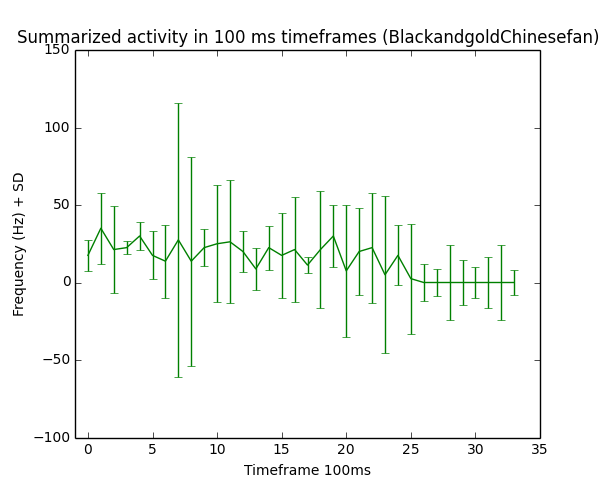 Summarized activity in 100 ms timeframes (BlackandgoldChinesefan)
150
100
50
0
−50
−100
Frequency (Hz) + SD
0 5 10 15 20 25 30 35
Timeframe 100ms